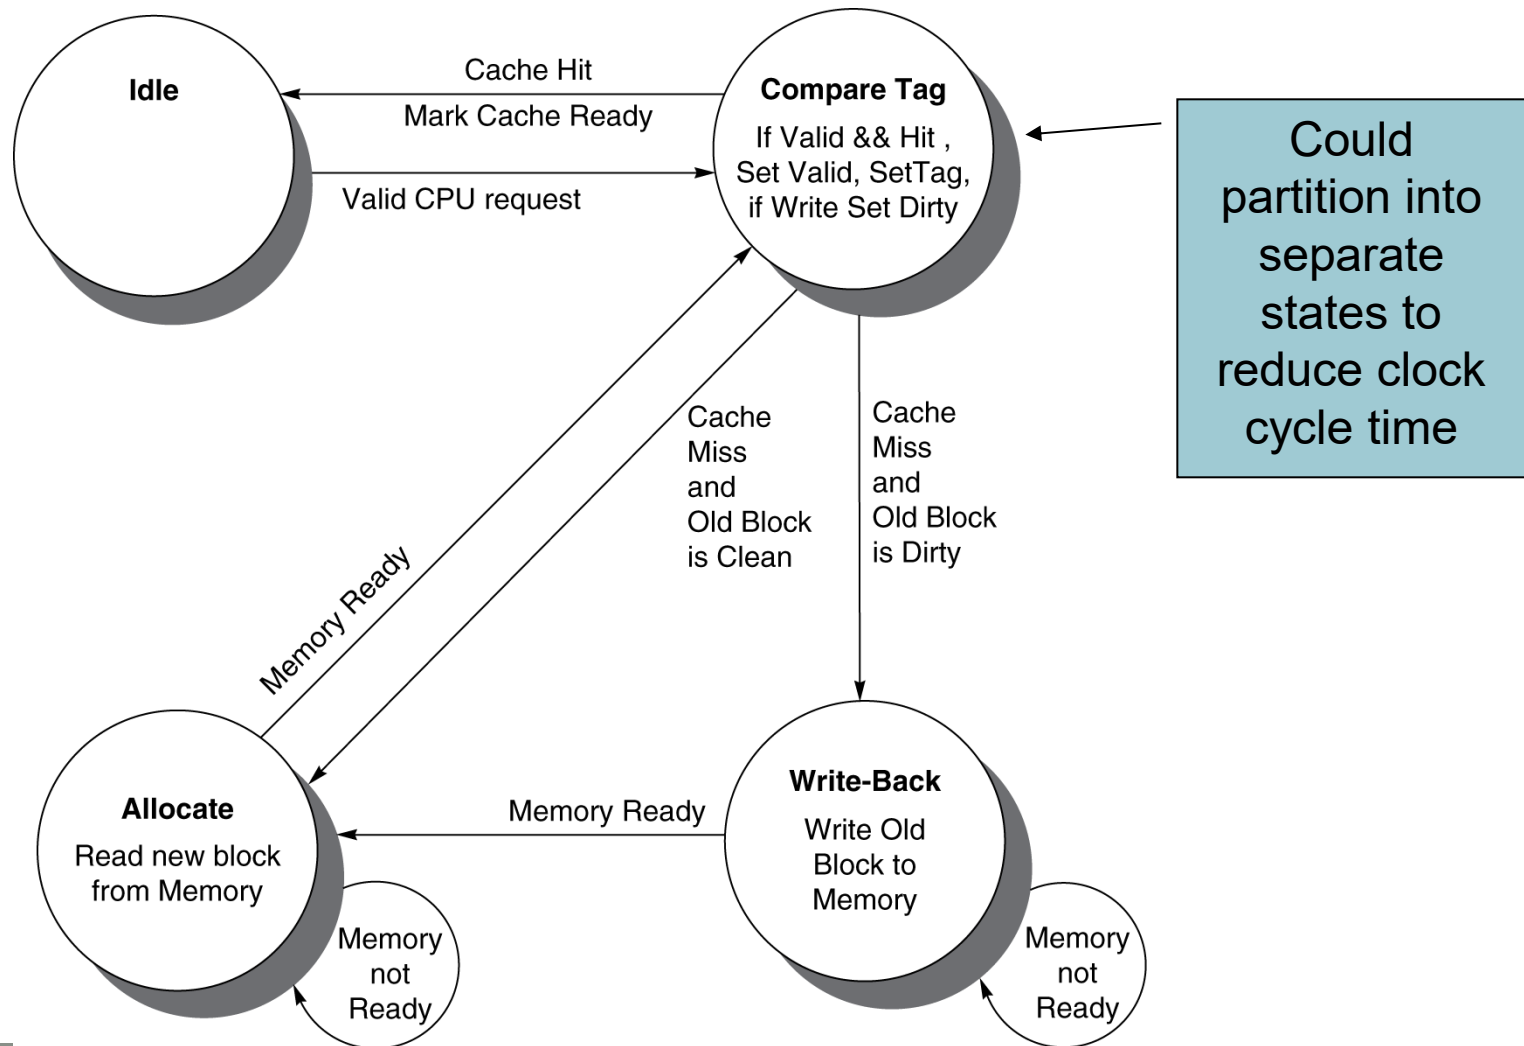 Idle
Cache Hit
Mark Cache Ready
Valid CPU request
Compare Tag
If Valid && Hit ,
Set Valid, SetTag,
if Write Set Dirty
Could
partition into
separate
states to
reduce clock
cycle time
Cache
Miss
and
Old Block
is Clean
Cache
Miss
and
Old Block
is Dirty
Memory Ready
Allocate
Read new block
from Memory
Memory
not
Ready
Memory Ready
Write-Back
Write Old
Block to
Memory
Memory
not
Ready